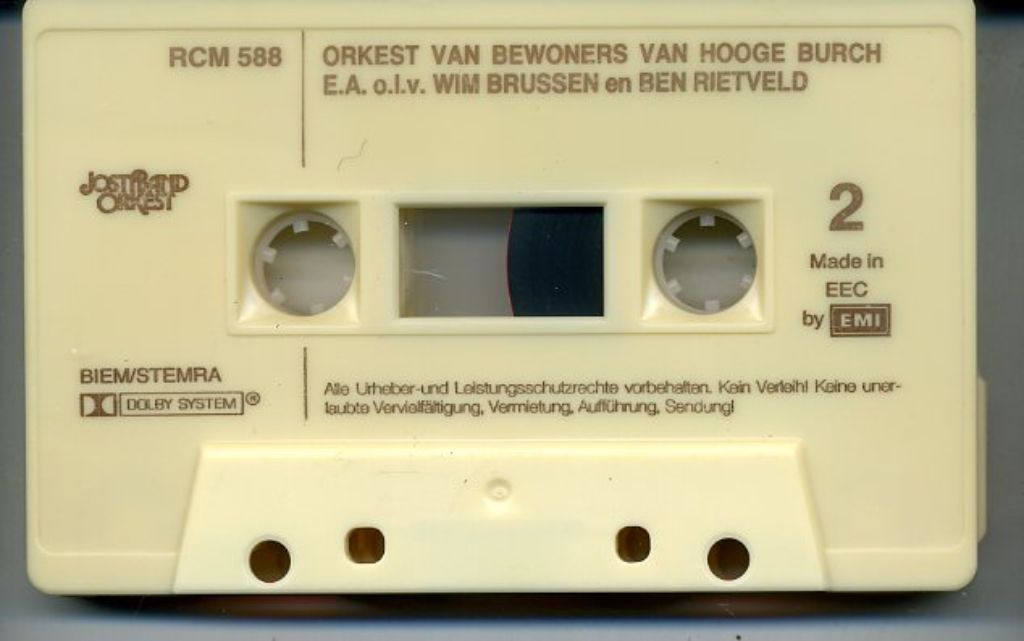 RCM 588
ORKEST VAN BEWONERS VAN HOOGE BURCH
E.A. o.l.v. WIM BRUSSEN en BEN RIETVELD
JOSTIBAND
ORKEST
2
Made in
EEC
by EMI
BIEM/STEMRA
DOLBY SYSTEM®
Alle Urheber-und Leistungsschutzrechte vorbehalten. Kein Verleih! Keine uner-
laubte Vervielfältigung, Vermietung, Aufführung, Sendung!